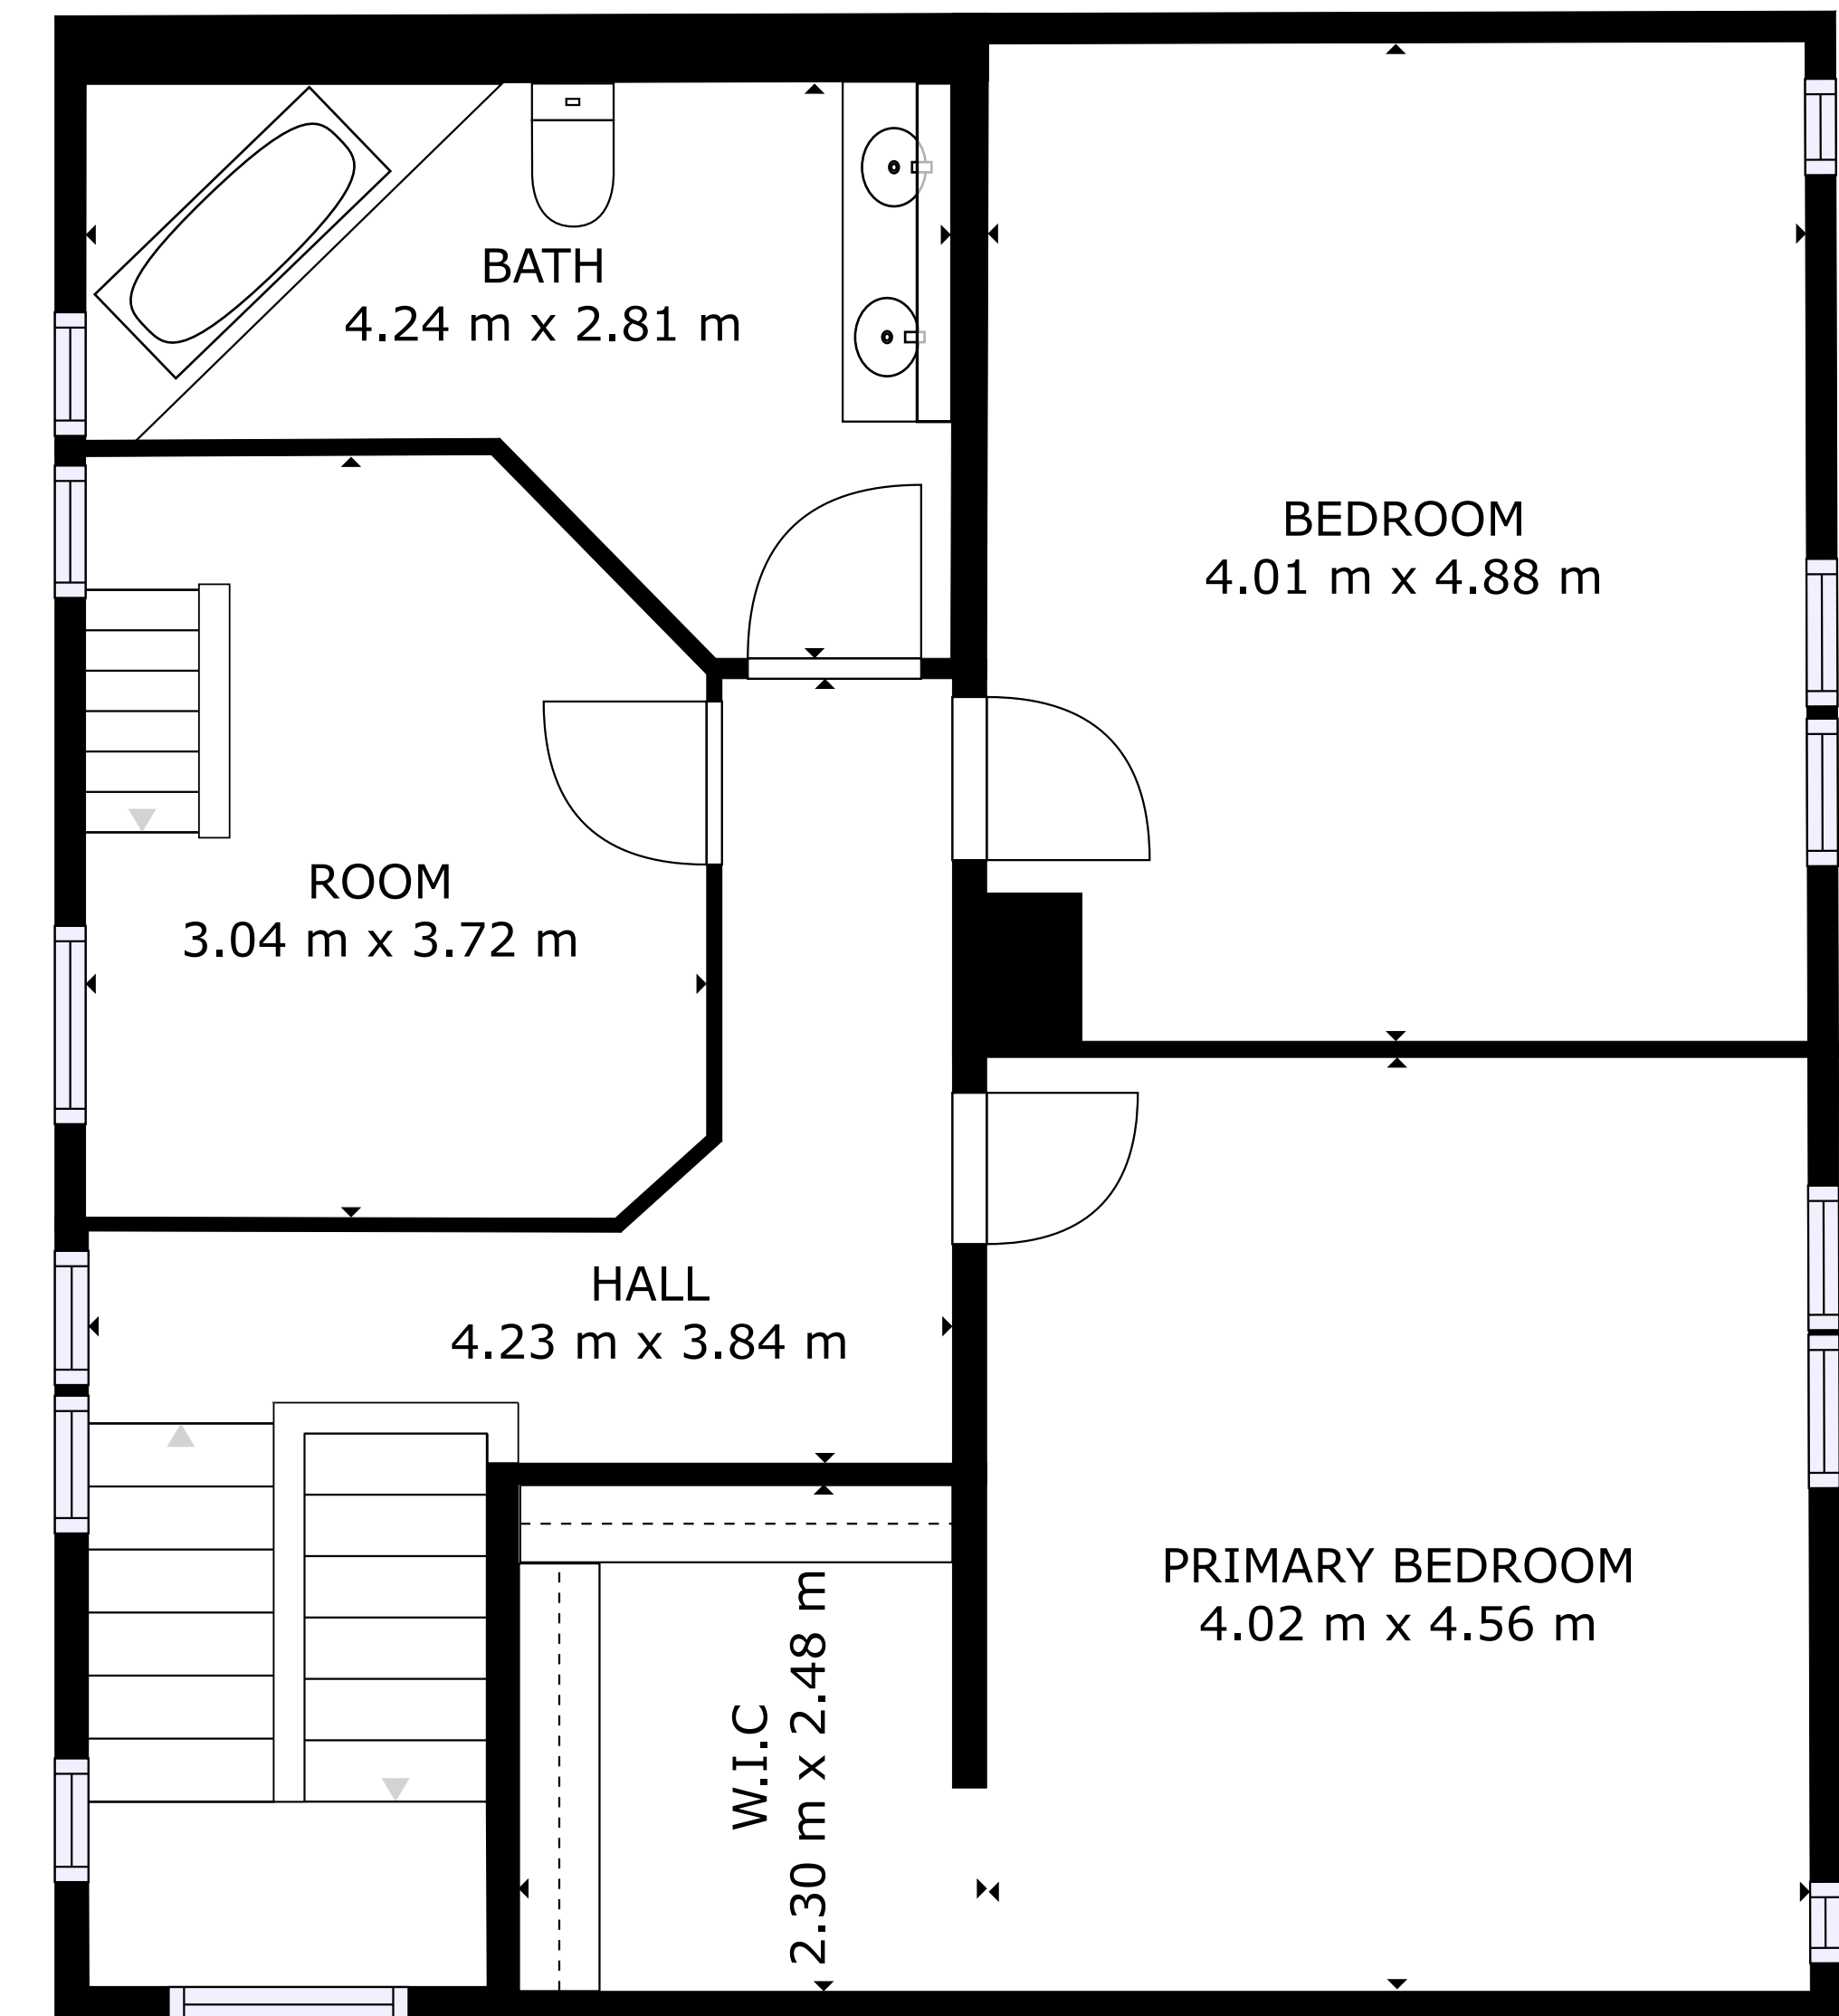 BATH
4.24 m x 2.81 m
BEDROOM
4.01 m x 4.88 m
ROOM
3.04 m x 3.72 m
HALL
4.23 m x 3.84 m
PRIMARY BEDROOM
4.02 m x 4.56 m
W.I.C
2.30 m x 2.48 m